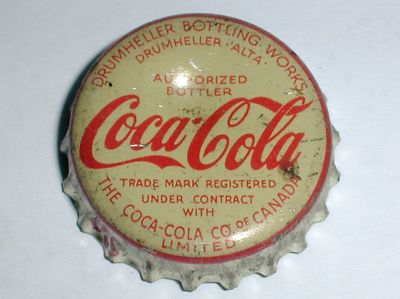 DRUMHELLER BOTTLING WORKS
DRUMHELLER ALTA
AUTHORIZED
BOTTLER
Coca-Cola
TRADE MARK REGISTERED
UNDER CONTRACT
WITH
THE COCA-COLA CO. OF CANADA
LIMITED